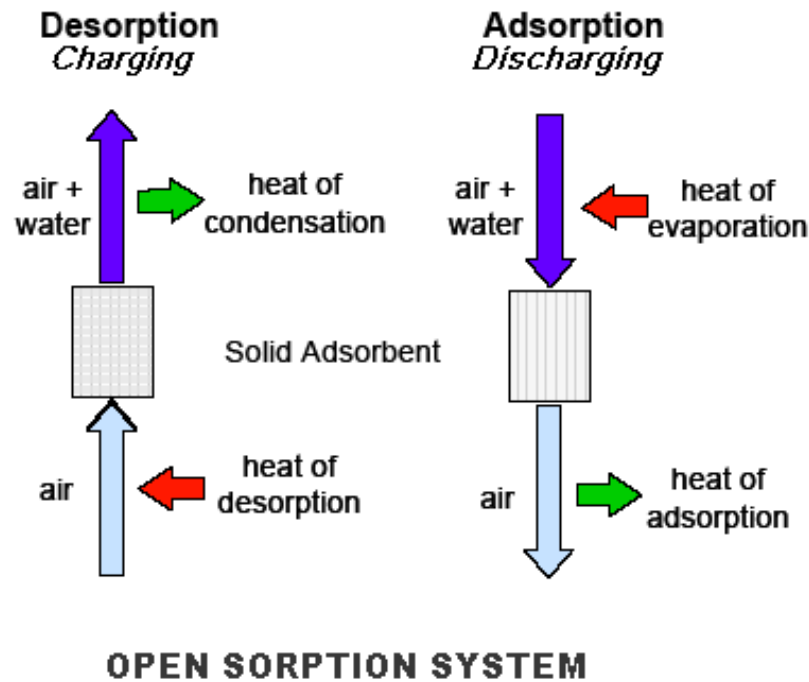 Desorption
Charging
air +
water
heat of
condensation
air
heat of
desorption
Adsorption
Discharging
air +
water
heat of
evaporation
Solid Adsorbent
air
heat of
adsorption
OPEN SORPTION SYSTEM